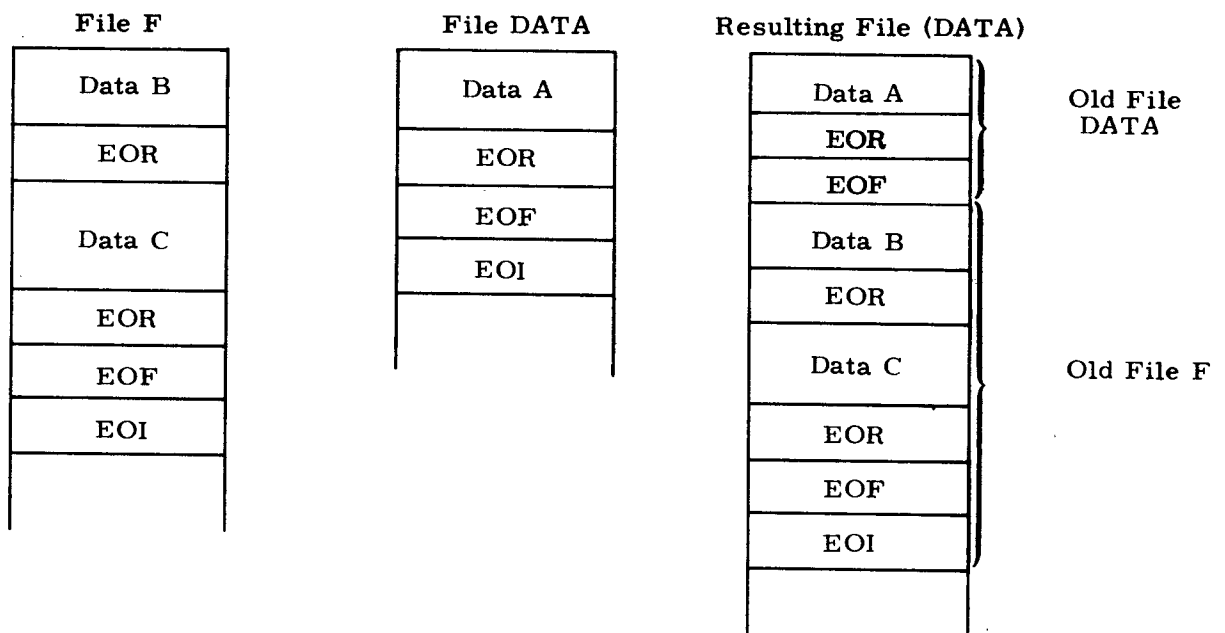 File F
Data B
EOR
Data C
EOR
EOF
EOI
File DATA
Data A
EOR
EOF
EOI
Resulting File (DATA)
Data A
EOR
EOF
Data B
EOR
Data C
EOR
EOF
EOI
Old File
DATA
Old File F